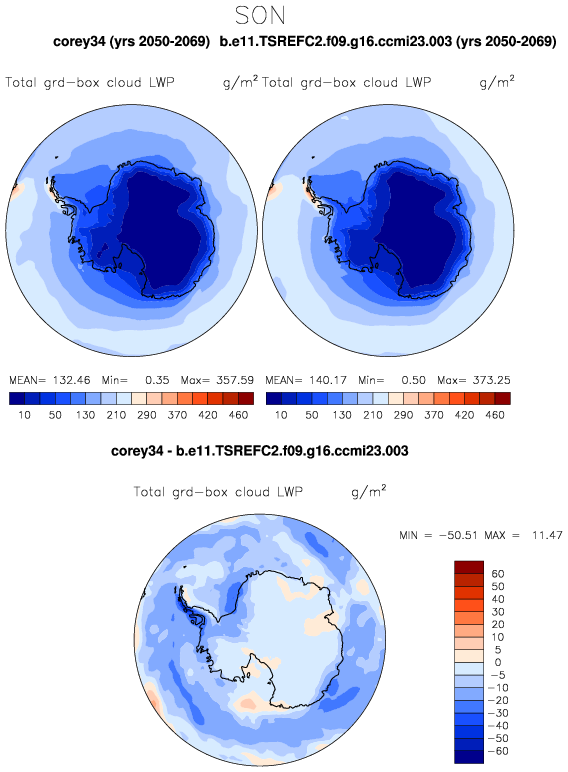 SON
corey34 (yrs 2050-2069) b.e11.TSREFC2.f09.g16.ccmi23.003 (yrs 2050-2069)
Total grd-box cloud LWP g/m² Total grd-box cloud LWP g/m²
MEAN= 132.46 Min= 0.35 Max= 357.59 MEAN= 140.17 Min= 0.50 Max= 373.25
10 50 130 210 290 370 420 460 10 50 130 210 290 370 420 460
corey34 - b.e11.TSREFC2.f09.g16.ccmi23.003
Total grd-box cloud LWP g/m²
MIN = -50.51 MAX = 11.47
60
50
40
30
20
10
5
0
-5
-10
-20
-30
-40
-50
-60